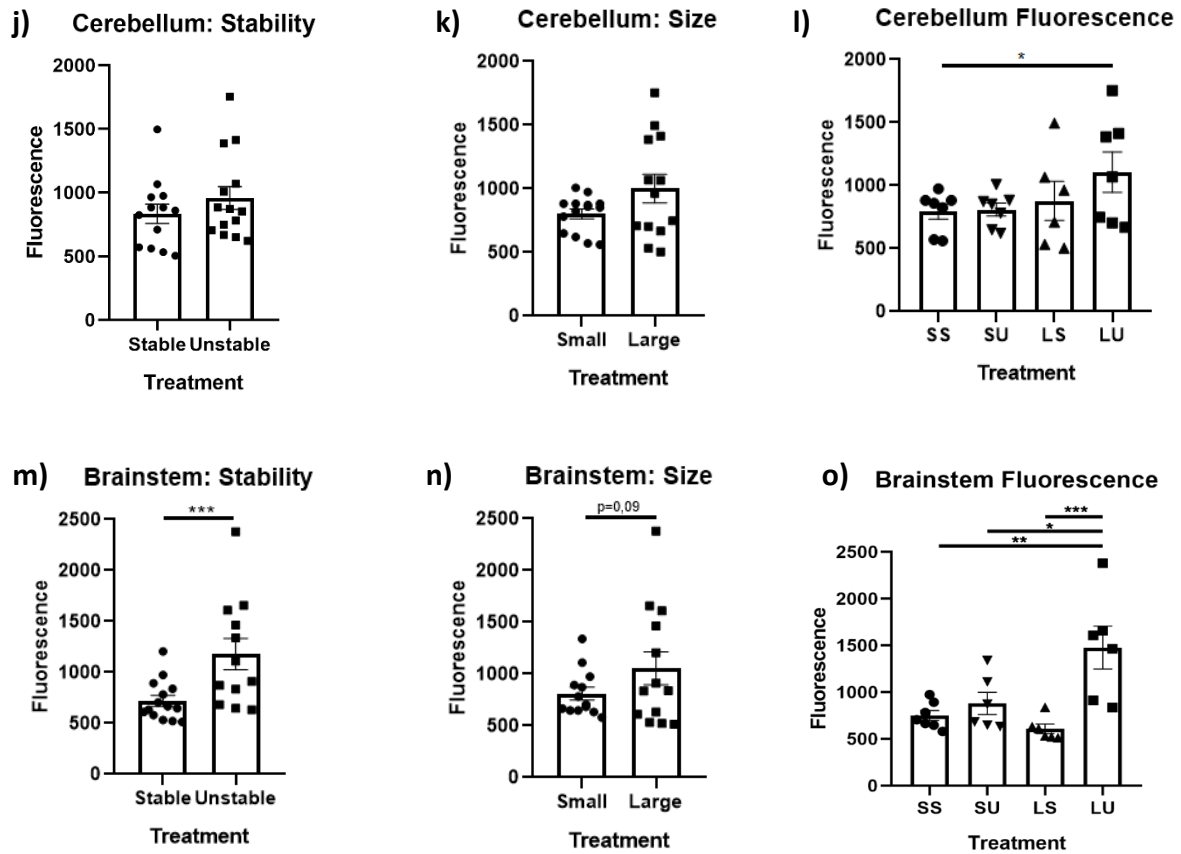 j) Cerebellum: Stability
2000
1500
1000
500
0
Fluorescence
Stable Unstable
Treatment
k) Cerebellum: Size
2000
1500
1000
500
0
Fluorescence
Small Large
Treatment
l) Cerebellum Fluorescence
*
2000
1500
1000
500
0
Fluorescence
SS SU LS LU
Treatment
m) Brainstem: Stability
***
2500
2000
1500
1000
500
0
Fluorescence
Stable Unstable
Treatment
n) Brainstem: Size
p=0,09
2500
2000
1500
1000
500
0
Fluorescence
Small Large
Treatment
o) Brainstem Fluorescence
***
*
**
2500
2000
1500
1000
500
0
Fluorescence
SS SU LS LU
Treatment